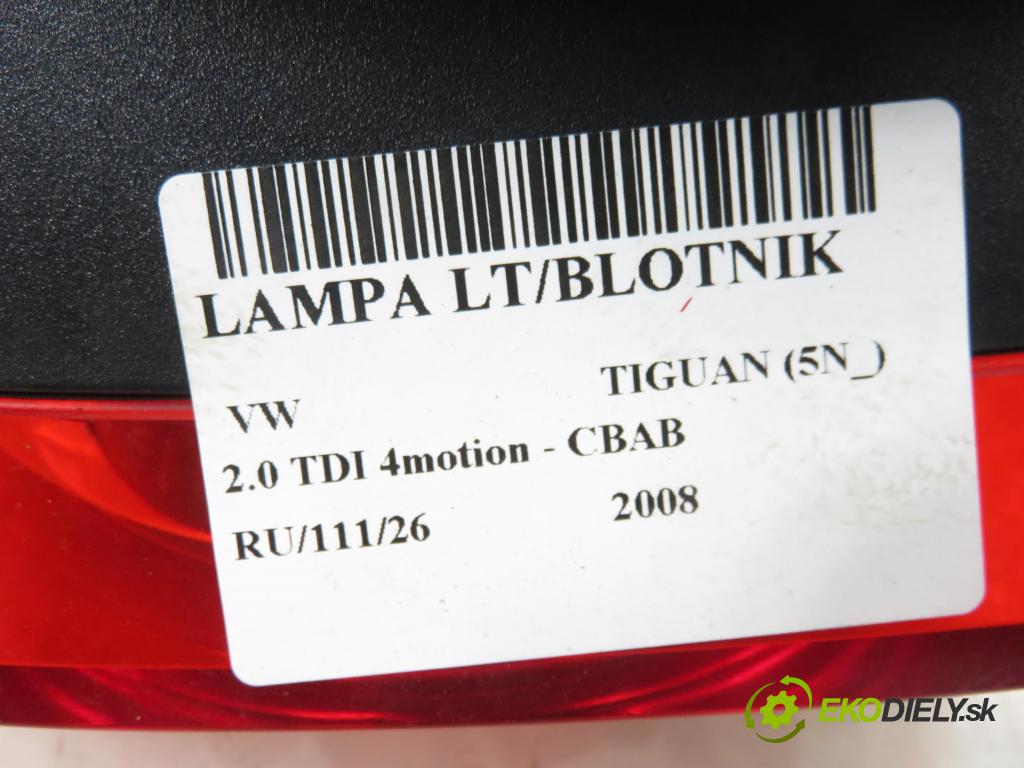 LAMPA LT/BLOTNIK
VW TIGUAN (5N_)
2.0 TDI 4motion - CBAB
RU/111/26 2008
EKODIELY.sk